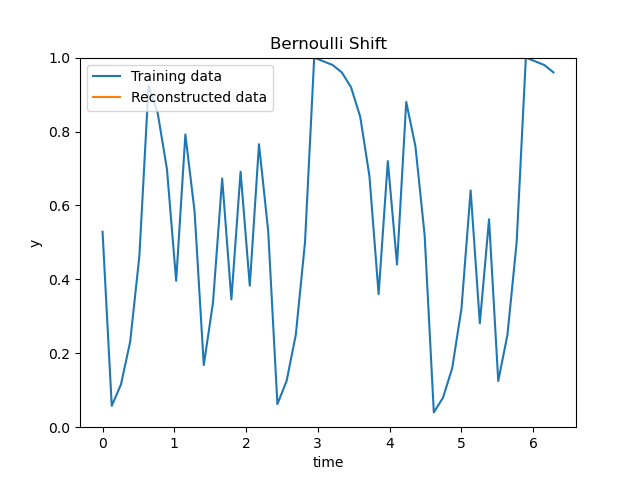 Bernoulli Shift
Training data
Reconstructed data
1.0
0.8
0.6
0.4
0.2
0.0
y
0 1 2 3 4 5 6
time